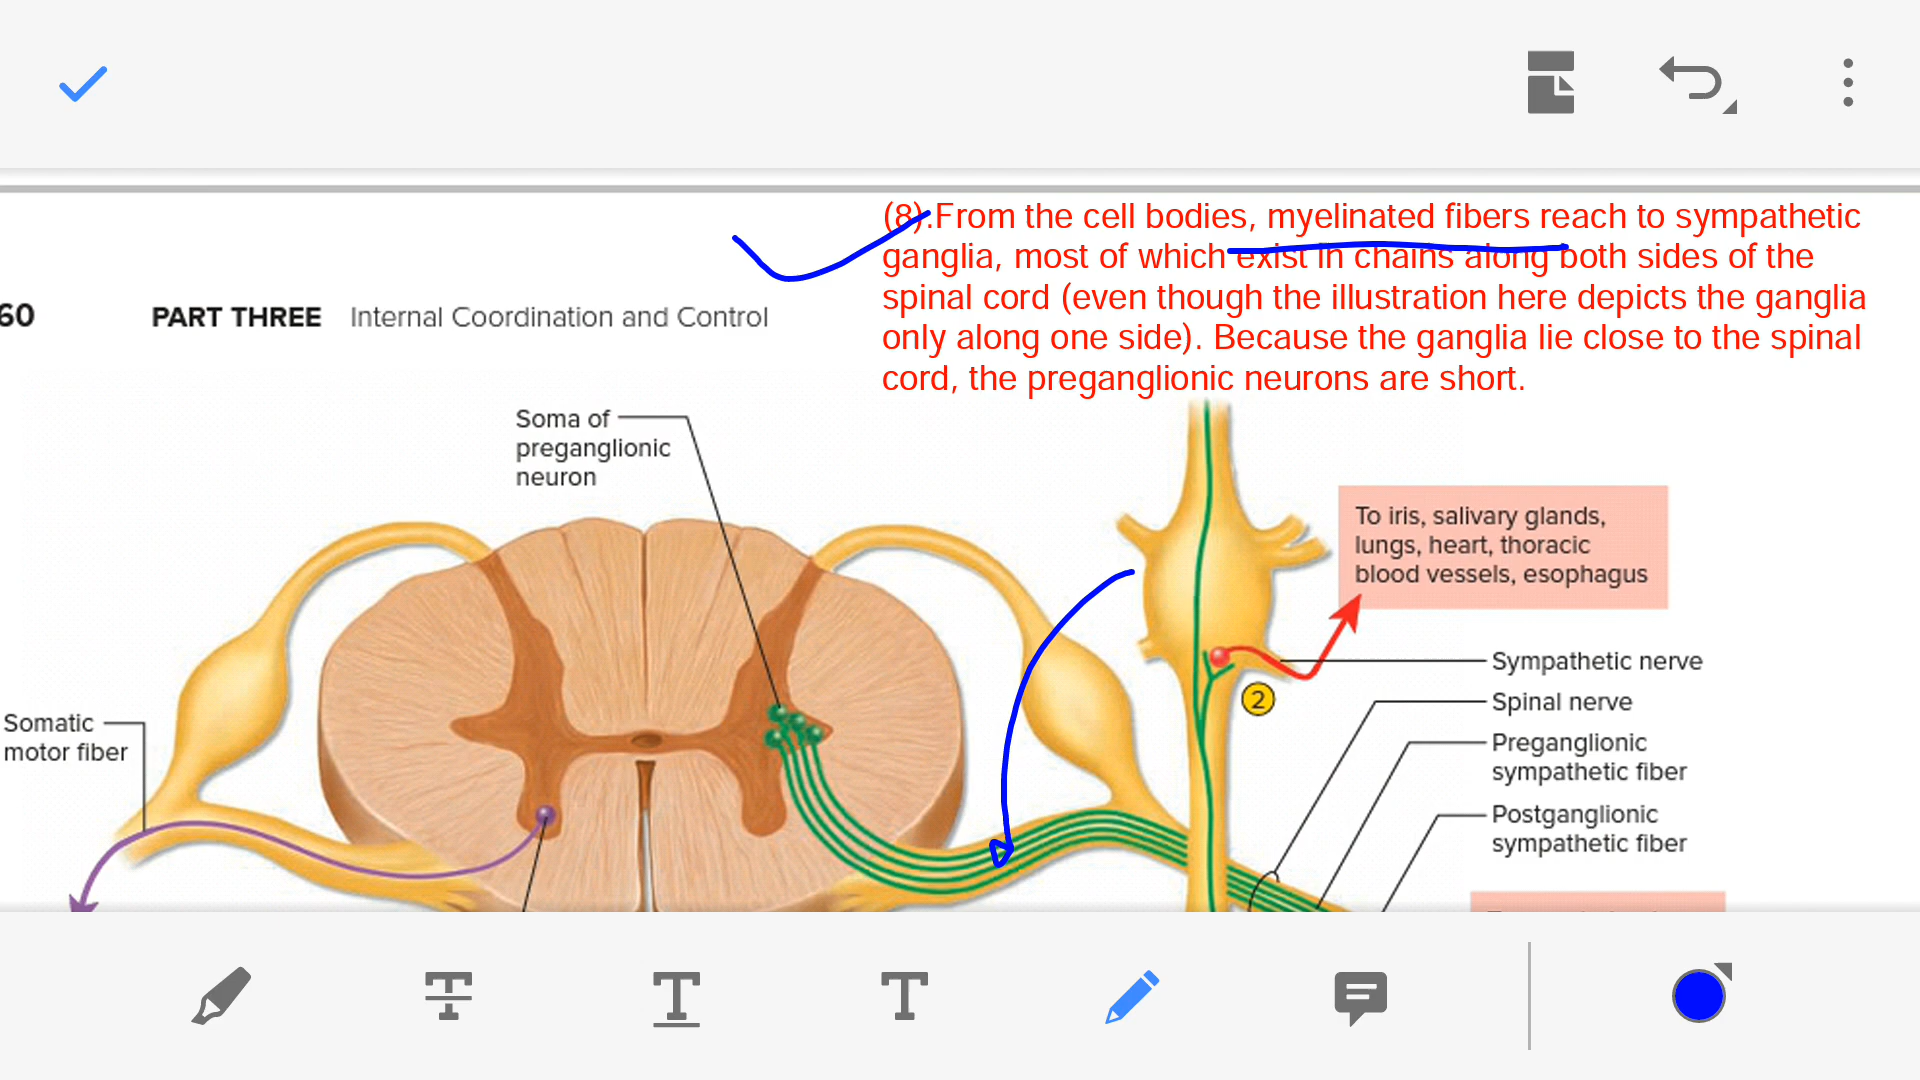 (8).From the cell bodies, myelinated fibers reach to sympathetic
ganglia, most of which exist in chains along both sides of the
spinal cord (even though the illustration here depicts the ganglia
only along one side). Because the ganglia lie close to the spinal
cord, the preganglionic neurons are short.
60 PART THREE Internal Coordination and Control
Soma of
preganglionic
neuron
To iris, salivary glands,
lungs, heart, thoracic
blood vessels, esophagus
Sympathetic nerve
2
Spinal nerve
Somatic
motor fiber
Preganglionic
sympathetic fiber
Postganglionic
sympathetic fiber